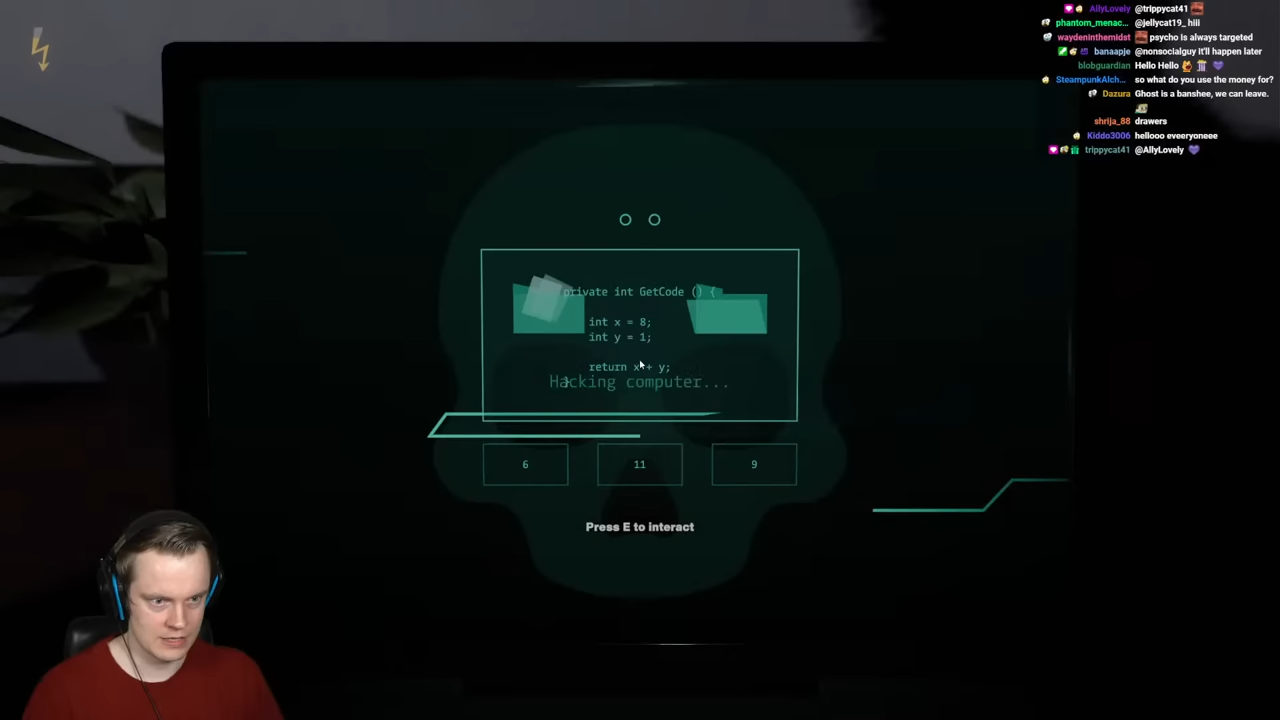 AllyLovely @trippycat41
phantom_menac... @jellycat19_ hiii
waydeninthemidst psycho is always targeted
banaapje @nonsocialguy it'll happen later
blobguardian Hello Hello
SteampunkAlch... so what do you use the money for?
Dazura Ghost is a banshee, we can leave.
shrija_88 drawers
Kiddo3006 hellooo eveeryoneee
trippycat41 @AllyLovely
private int GetCode () {
int x = 8;
int y = 1;
return x + y;
}
Hacking computer...
6 11 9
Press E to interact